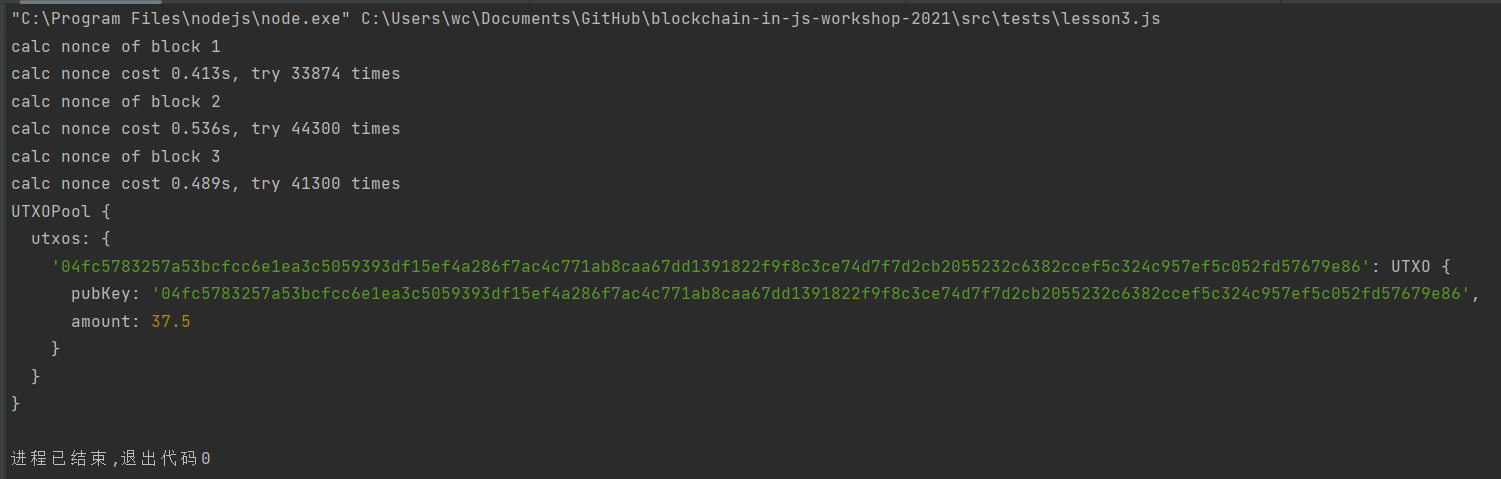 "C:\Program Files\nodejs\node.exe" C:\Users\wc\Documents\GitHub\blockchain-in-js-workshop-2021\src\tests\lesson3.js
calc nonce of block 1
calc nonce cost 0.413s, try 33874 times
calc nonce of block 2
calc nonce cost 0.536s, try 44300 times
calc nonce of block 3
calc nonce cost 0.489s, try 41300 times
UTXOPool {
  utxos: {
    '04fc5783257a53bcfcc6e1ea3c5059393df15ef4a286f7ac4c771ab8caa67dd1391822f9f8c3ce74d7f7d2cb2055232c6382ccef5c324c957ef5c052fd57679e86': UTXO {
      pubKey: '04fc5783257a53bcfcc6e1ea3c5059393df15ef4a286f7ac4c771ab8caa67dd1391822f9f8c3ce74d7f7d2cb2055232c6382ccef5c324c957ef5c052fd57679e86',
      amount: 37.5
    }
  }
}
进程已结束,退出代码0